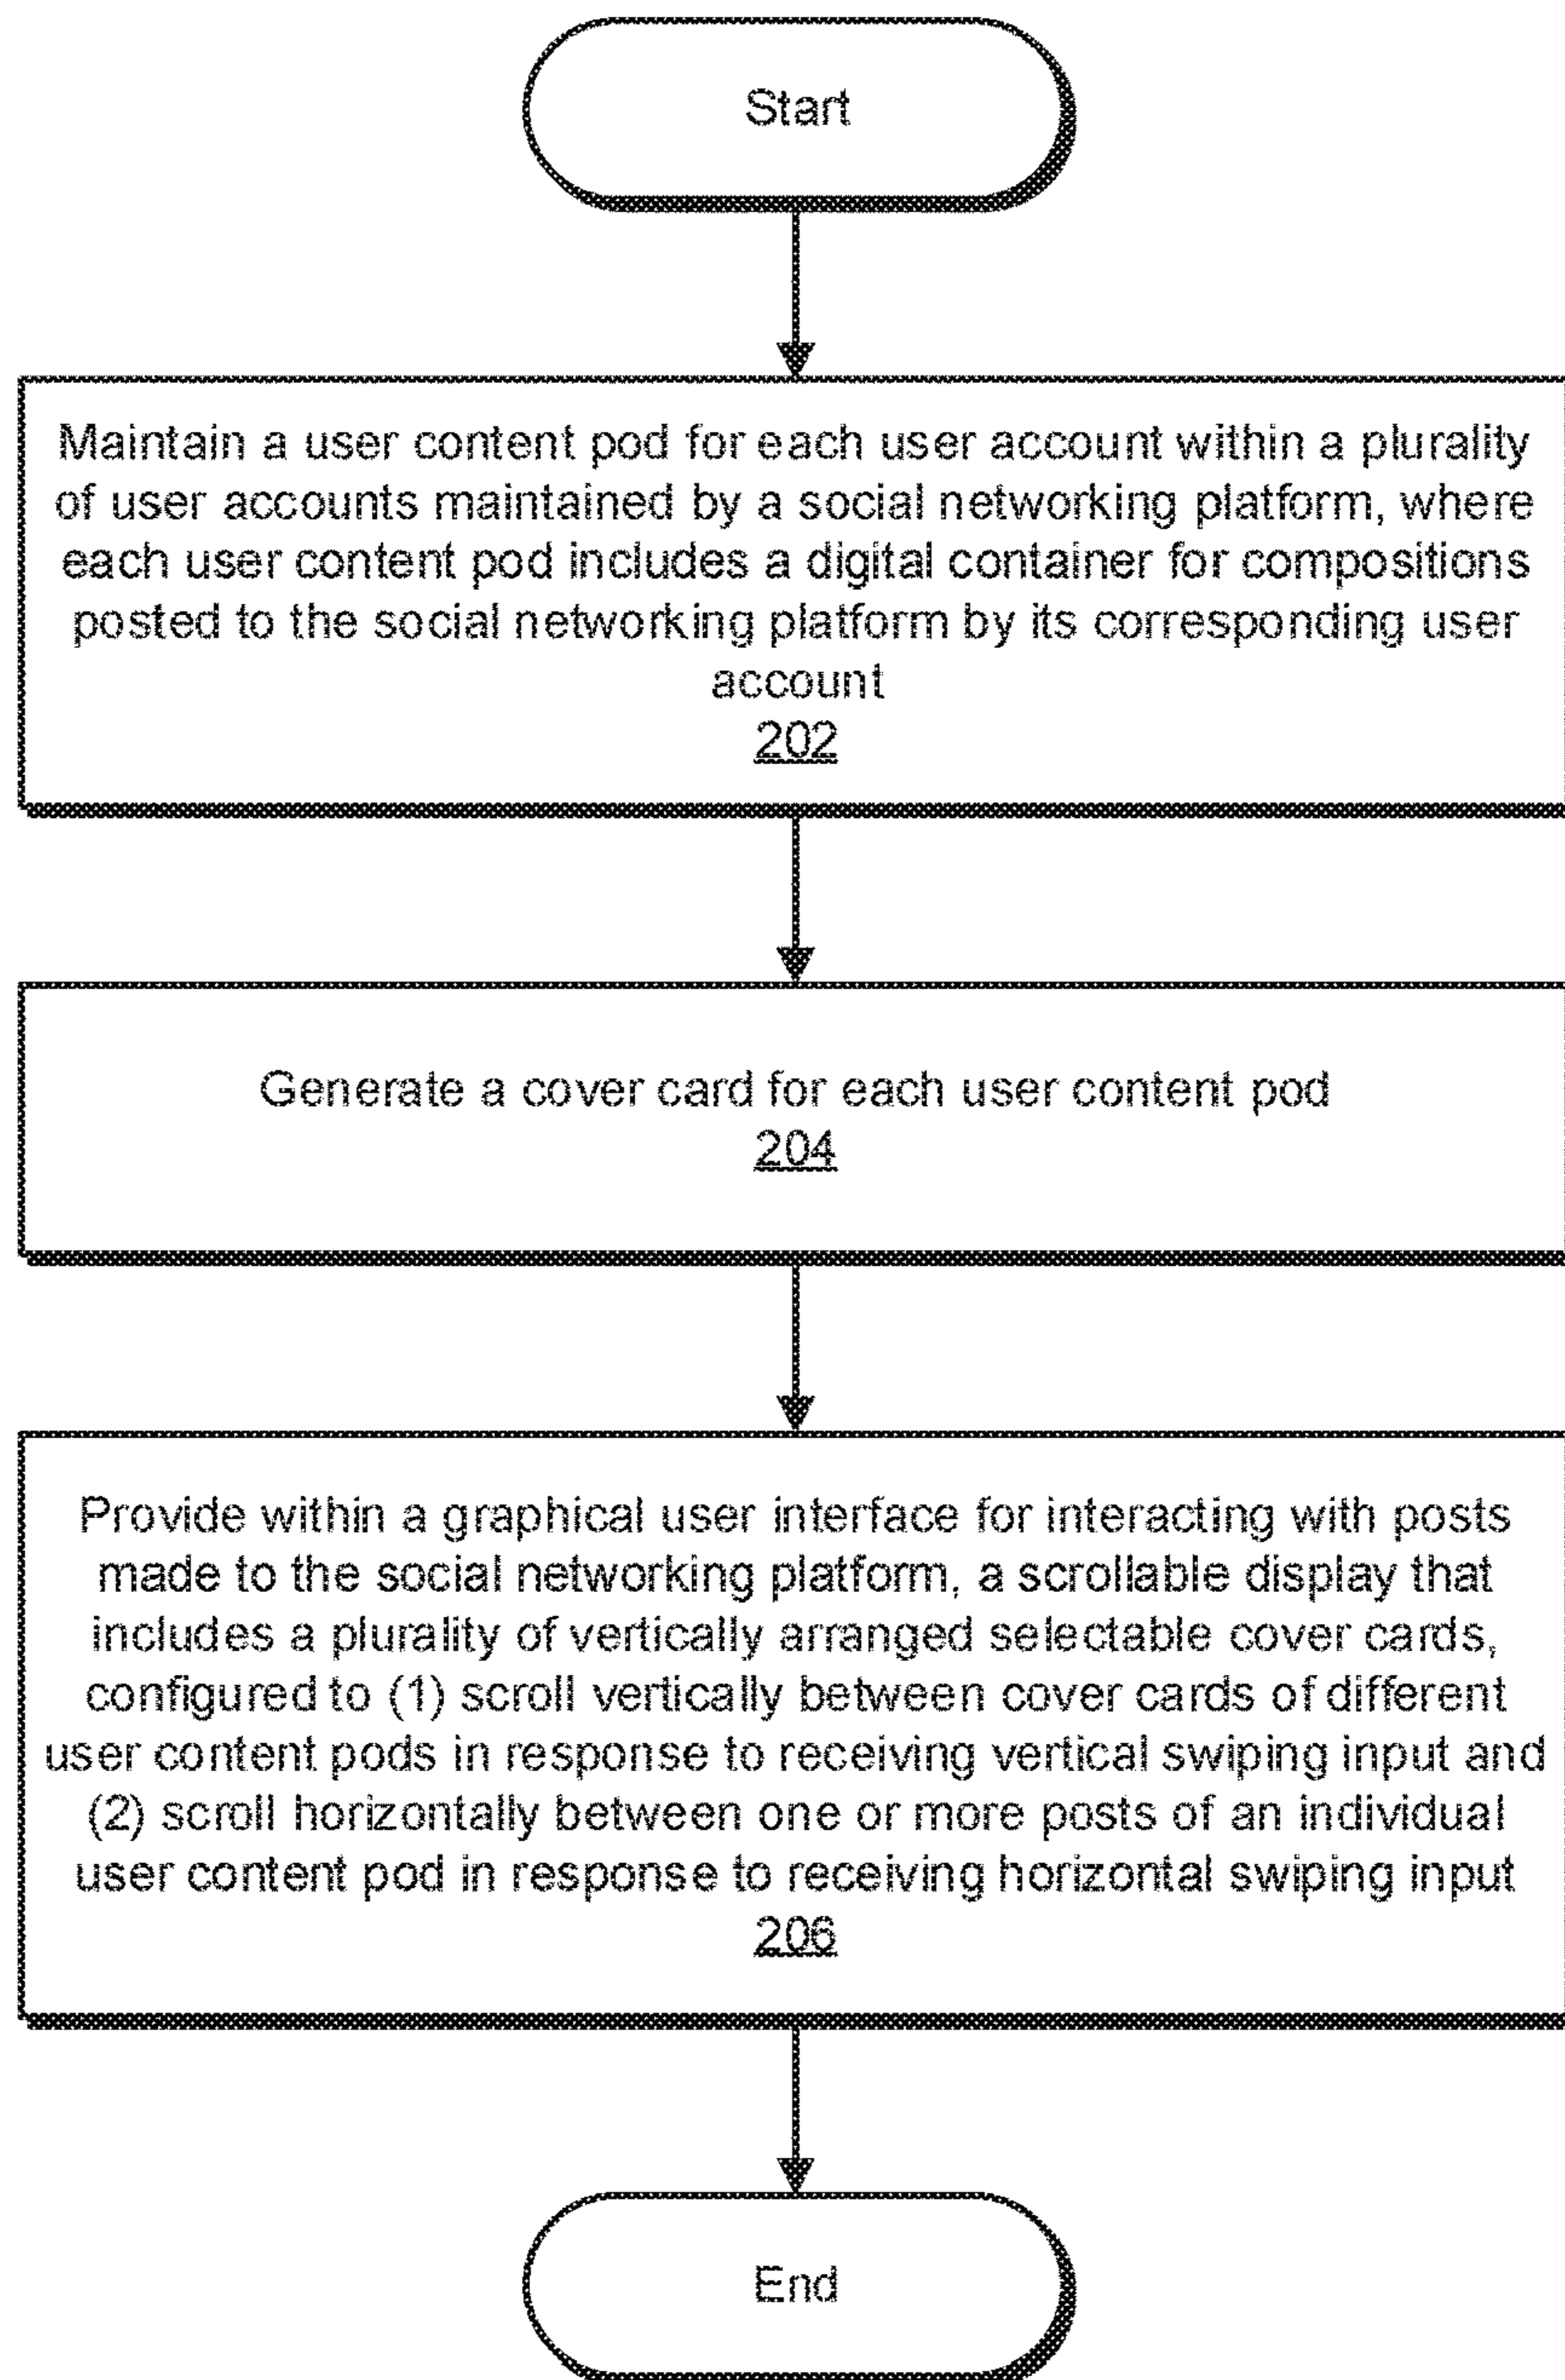 Start
Maintain a user content pod for each user account within a plurality
of user accounts maintained by a social networking platform, where
each user content pod includes a digital container for compositions
posted to the social networking platform by its corresponding user
account
202
Generate a cover card for each user content pod
204
Provide within a graphical user interface for interacting with posts
made to the social networking platform, a scrollable display that
includes a plurality of vertically arranged selectable cover cards,
configured to (1) scroll vertically between cover cards of different
user content pods in response to receiving vertical swiping input and
(2) scroll horizontally between one or more posts of an individual
user content pod in response to receiving horizontal swiping input
206
End